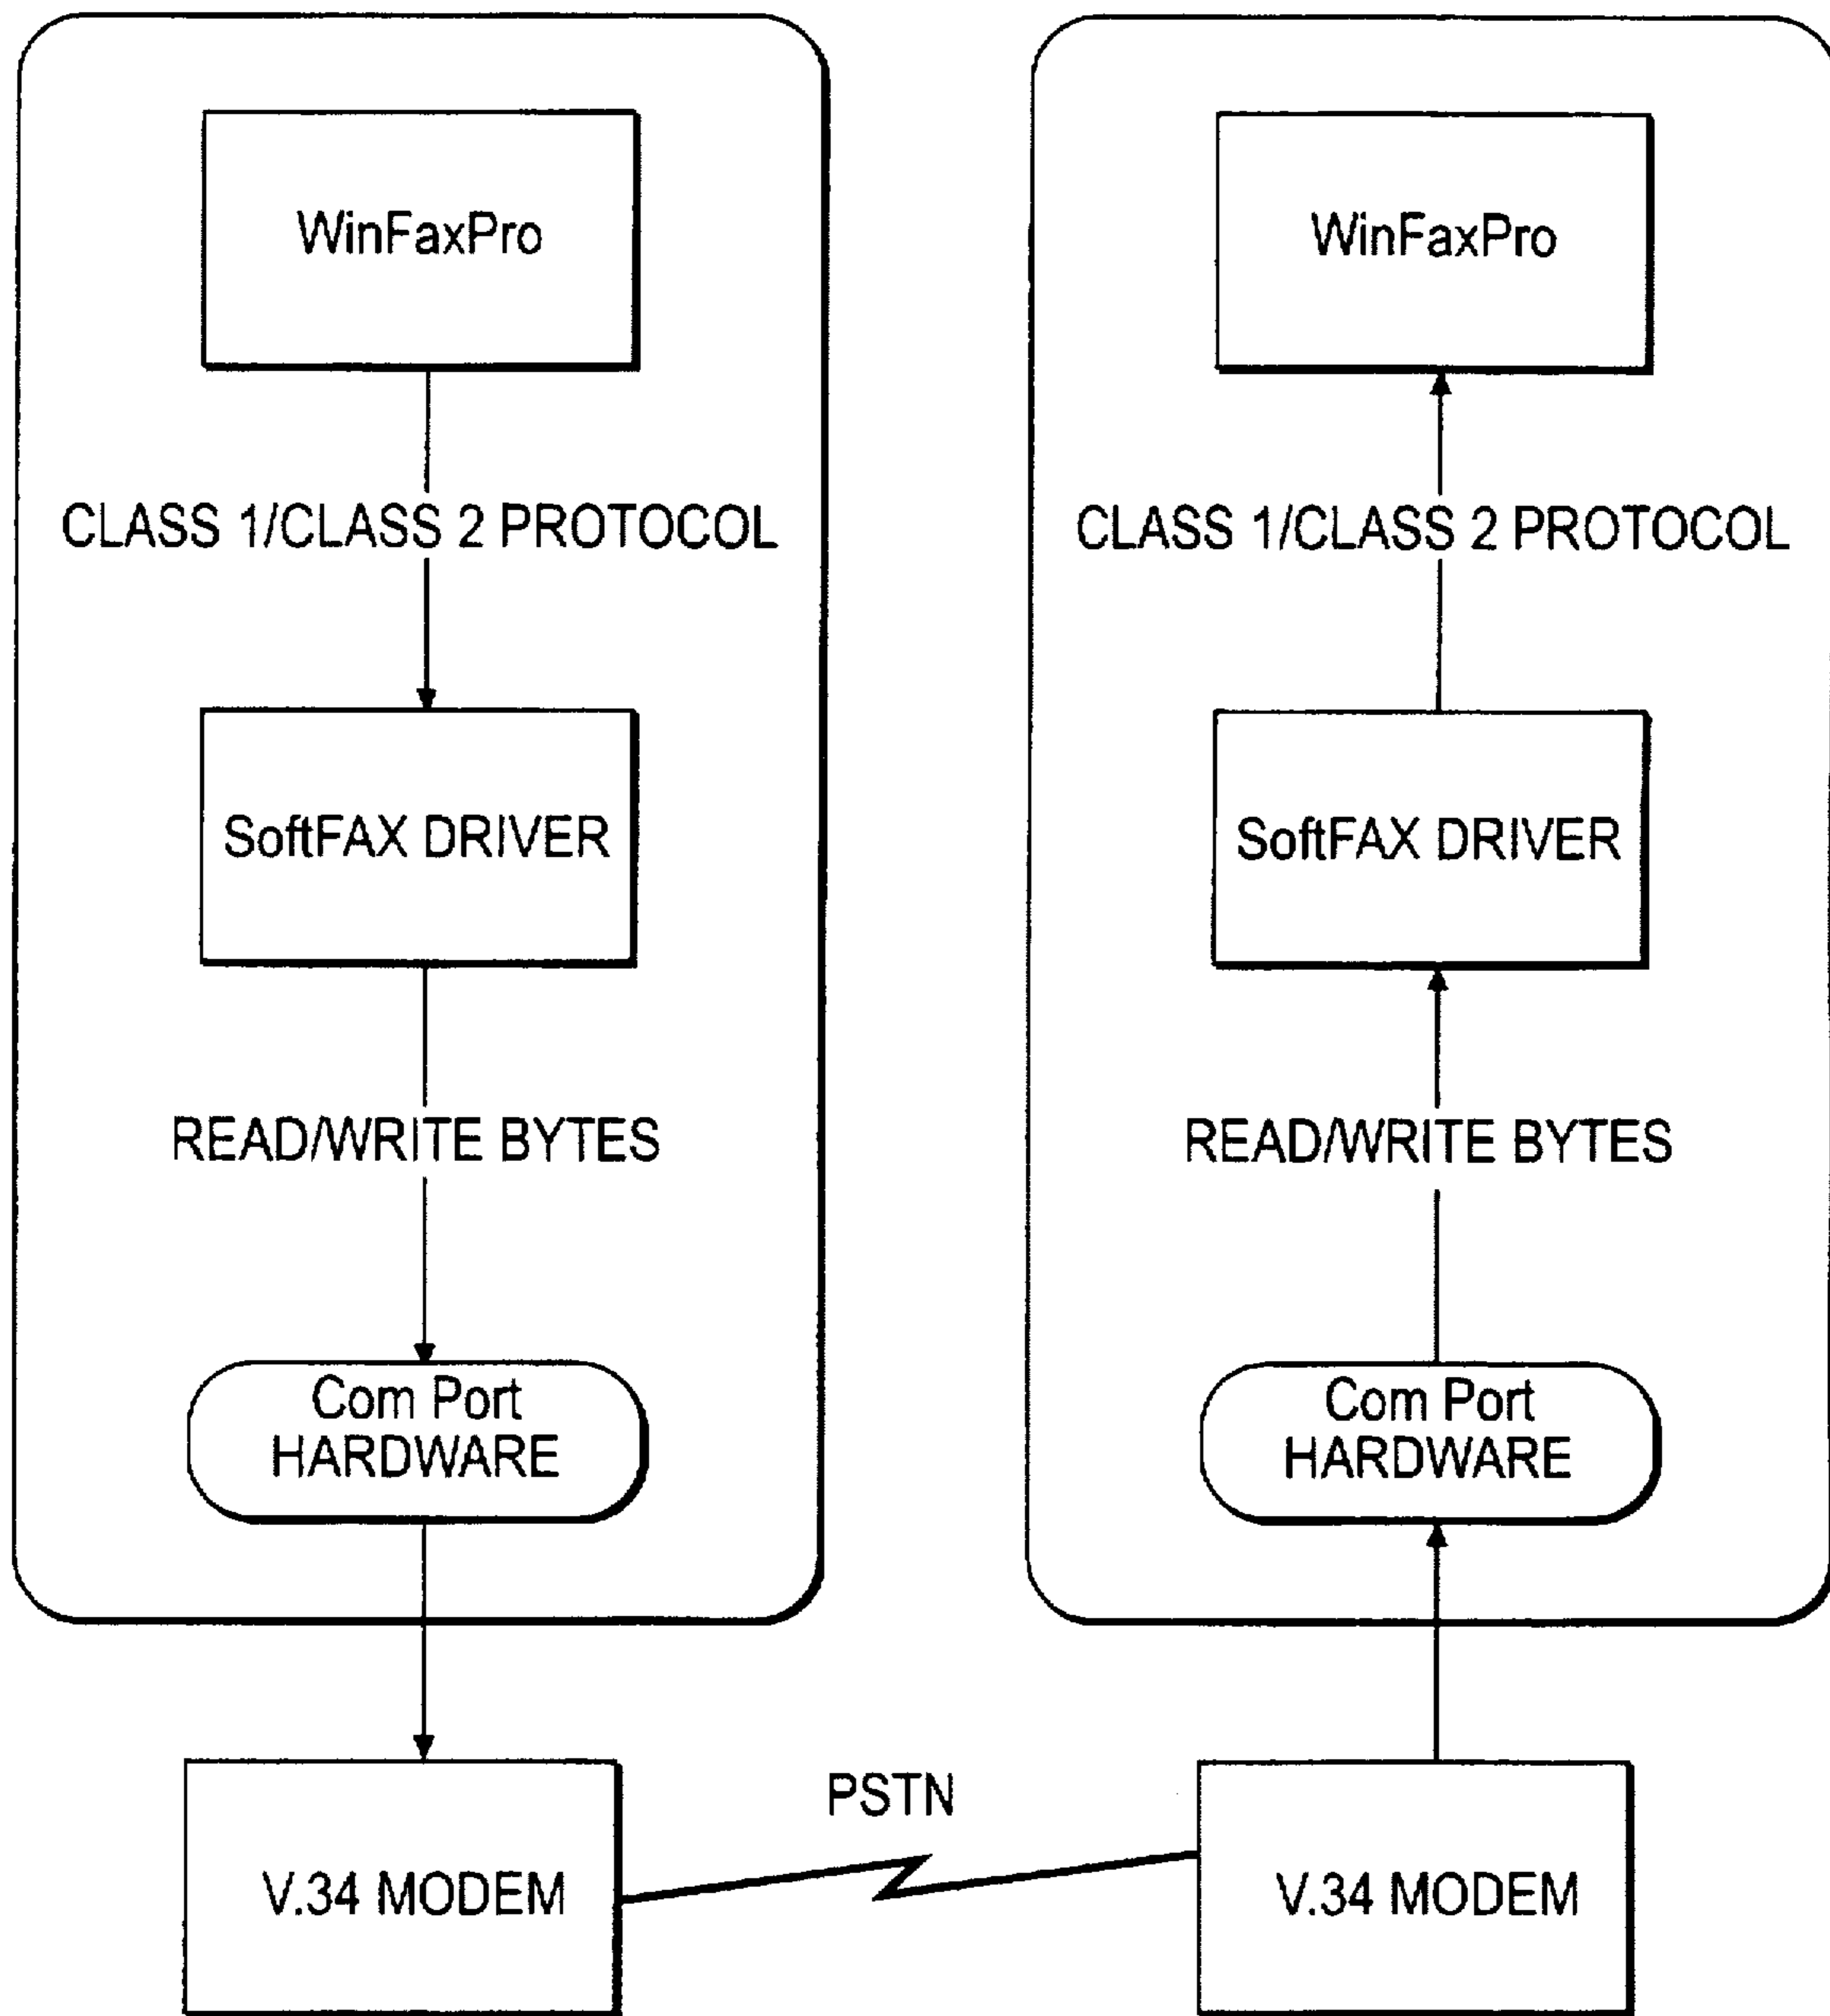 WinFaxPro
CLASS 1/CLASS 2 PROTOCOL
SoftFAX DRIVER
READ/WRITE BYTES
Com Port
HARDWARE
V.34 MODEM
PSTN
WinFaxPro
CLASS 1/CLASS 2 PROTOCOL
SoftFAX DRIVER
READ/WRITE BYTES
Com Port
HARDWARE
V.34 MODEM